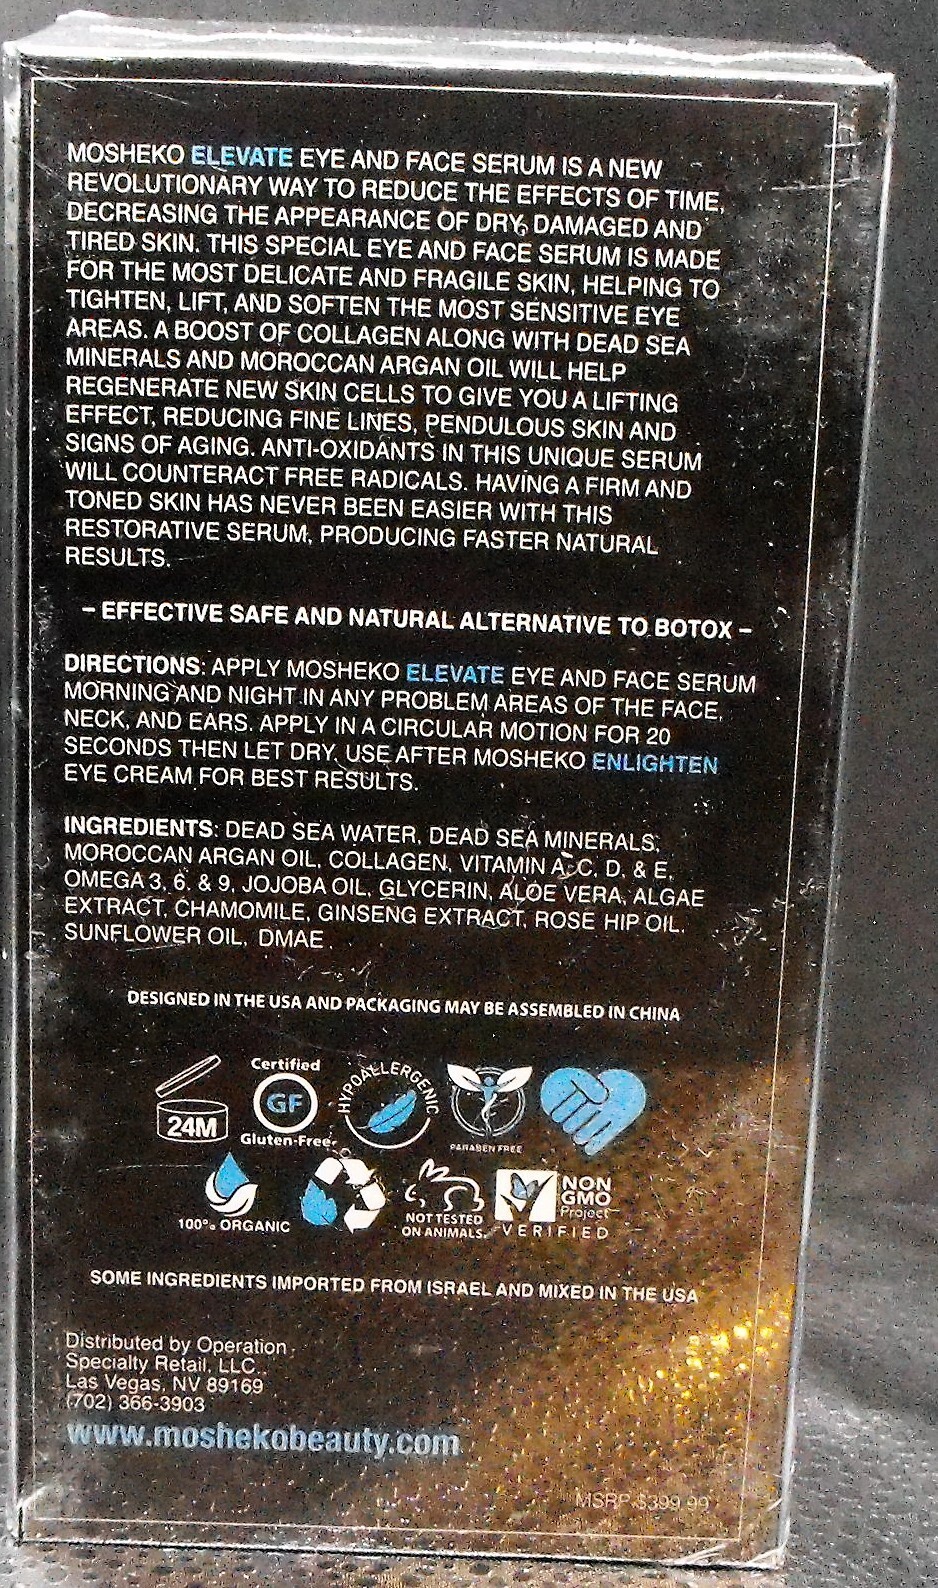 MOSHEKO ELEVATE EYE AND FACE SERUM IS A NEW
REVOLUTIONARY WAY TO REDUCE THE EFFECTS OF TIME,
DECREASING THE APPEARANCE OF DRY, DAMAGED AND
TIRED SKIN. THIS SPECIAL EYE AND FACE SERUM IS MADE
FOR THE MOST DELICATE AND FRAGILE SKIN, HELPING TO
TIGHTEN, LIFT, AND SOFTEN THE MOST SENSITIVE EYE
AREAS. A BOOST OF COLLAGEN ALONG WITH DEAD SEA
MINERALS AND MOROCCAN ARGAN OIL WILL HELP
REGENERATE NEW SKIN CELLS TO GIVE YOU A LIFTING
EFFECT, REDUCING FINE LINES, PENDULOUS SKIN AND
SIGNS OF AGING. ANTI-OXIDANTS IN THIS UNIQUE SERUM
WILL COUNTERACT FREE RADICALS. HAVING A FIRM AND
TONED SKIN HAS NEVER BEEN EASIER WITH THIS
RESTORATIVE SERUM, PRODUCING FASTER NATURAL
RESULTS.
– EFFECTIVE SAFE AND NATURAL ALTERNATIVE TO BOTOX –
DIRECTIONS: APPLY MOSHEKO ELEVATE EYE AND FACE SERUM
MORNING AND NIGHT IN ANY PROBLEM AREAS OF THE FACE,
NECK, AND EARS. APPLY IN A CIRCULAR MOTION FOR 20
SECONDS THEN LET DRY. USE AFTER MOSHEKO ENLIGHTEN
EYE CREAM FOR BEST RESULTS.
INGREDIENTS: DEAD SEA WATER, DEAD SEA MINERALS,
MOROCCAN ARGAN OIL, COLLAGEN, VITAMIN A, C, D, & E,
OMEGA 3, 6, & 9, JOJOBA OIL, GLYCERIN, ALOE VERA, ALGAE
EXTRACT, CHAMOMILE, GINSENG EXTRACT, ROSE HIP OIL,
SUNFLOWER OIL, DMAE.
DESIGNED IN THE USA AND PACKAGING MAY BE ASSEMBLED IN CHINA
24M
Certified
GF
Gluten-Free
HYPOALLERGENIC
PARABEN FREE
100% ORGANIC
NOT TESTED
ON ANIMALS.
NON
GMO
Project
VERIFIED
SOME INGREDIENTS IMPORTED FROM ISRAEL AND MIXED IN THE USA
Distributed by Operation
Specialty Retail, LLC.
Las Vegas, NV 89169
(702) 366-3903
www.moshekobeauty.com
MSRP $399.99